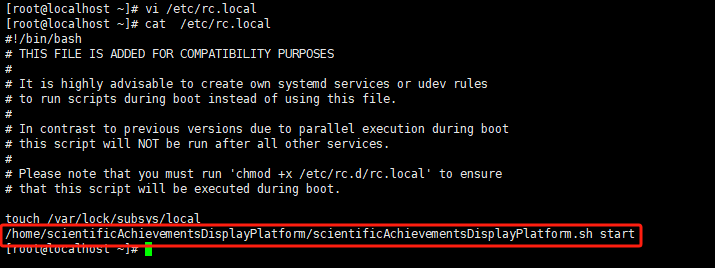 [root@localhost ~]# vi /etc/rc.local
[root@localhost ~]# cat  /etc/rc.local
#!/bin/bash
# THIS FILE IS ADDED FOR COMPATIBILITY PURPOSES
#
# It is highly advisable to create own systemd services or udev rules
# to run scripts during boot instead of using this file.
#
# In contrast to previous versions due to parallel execution during boot
# this script will NOT be run after all other services.
#
# Please note that you must run 'chmod +x /etc/rc.d/rc.local' to ensure
# that this script will be executed during boot.

touch /var/lock/subsys/local
/home/scientificAchievementsDisplayPlatform/scientificAchievementsDisplayPlatform.sh start
[root@localhost ~]#